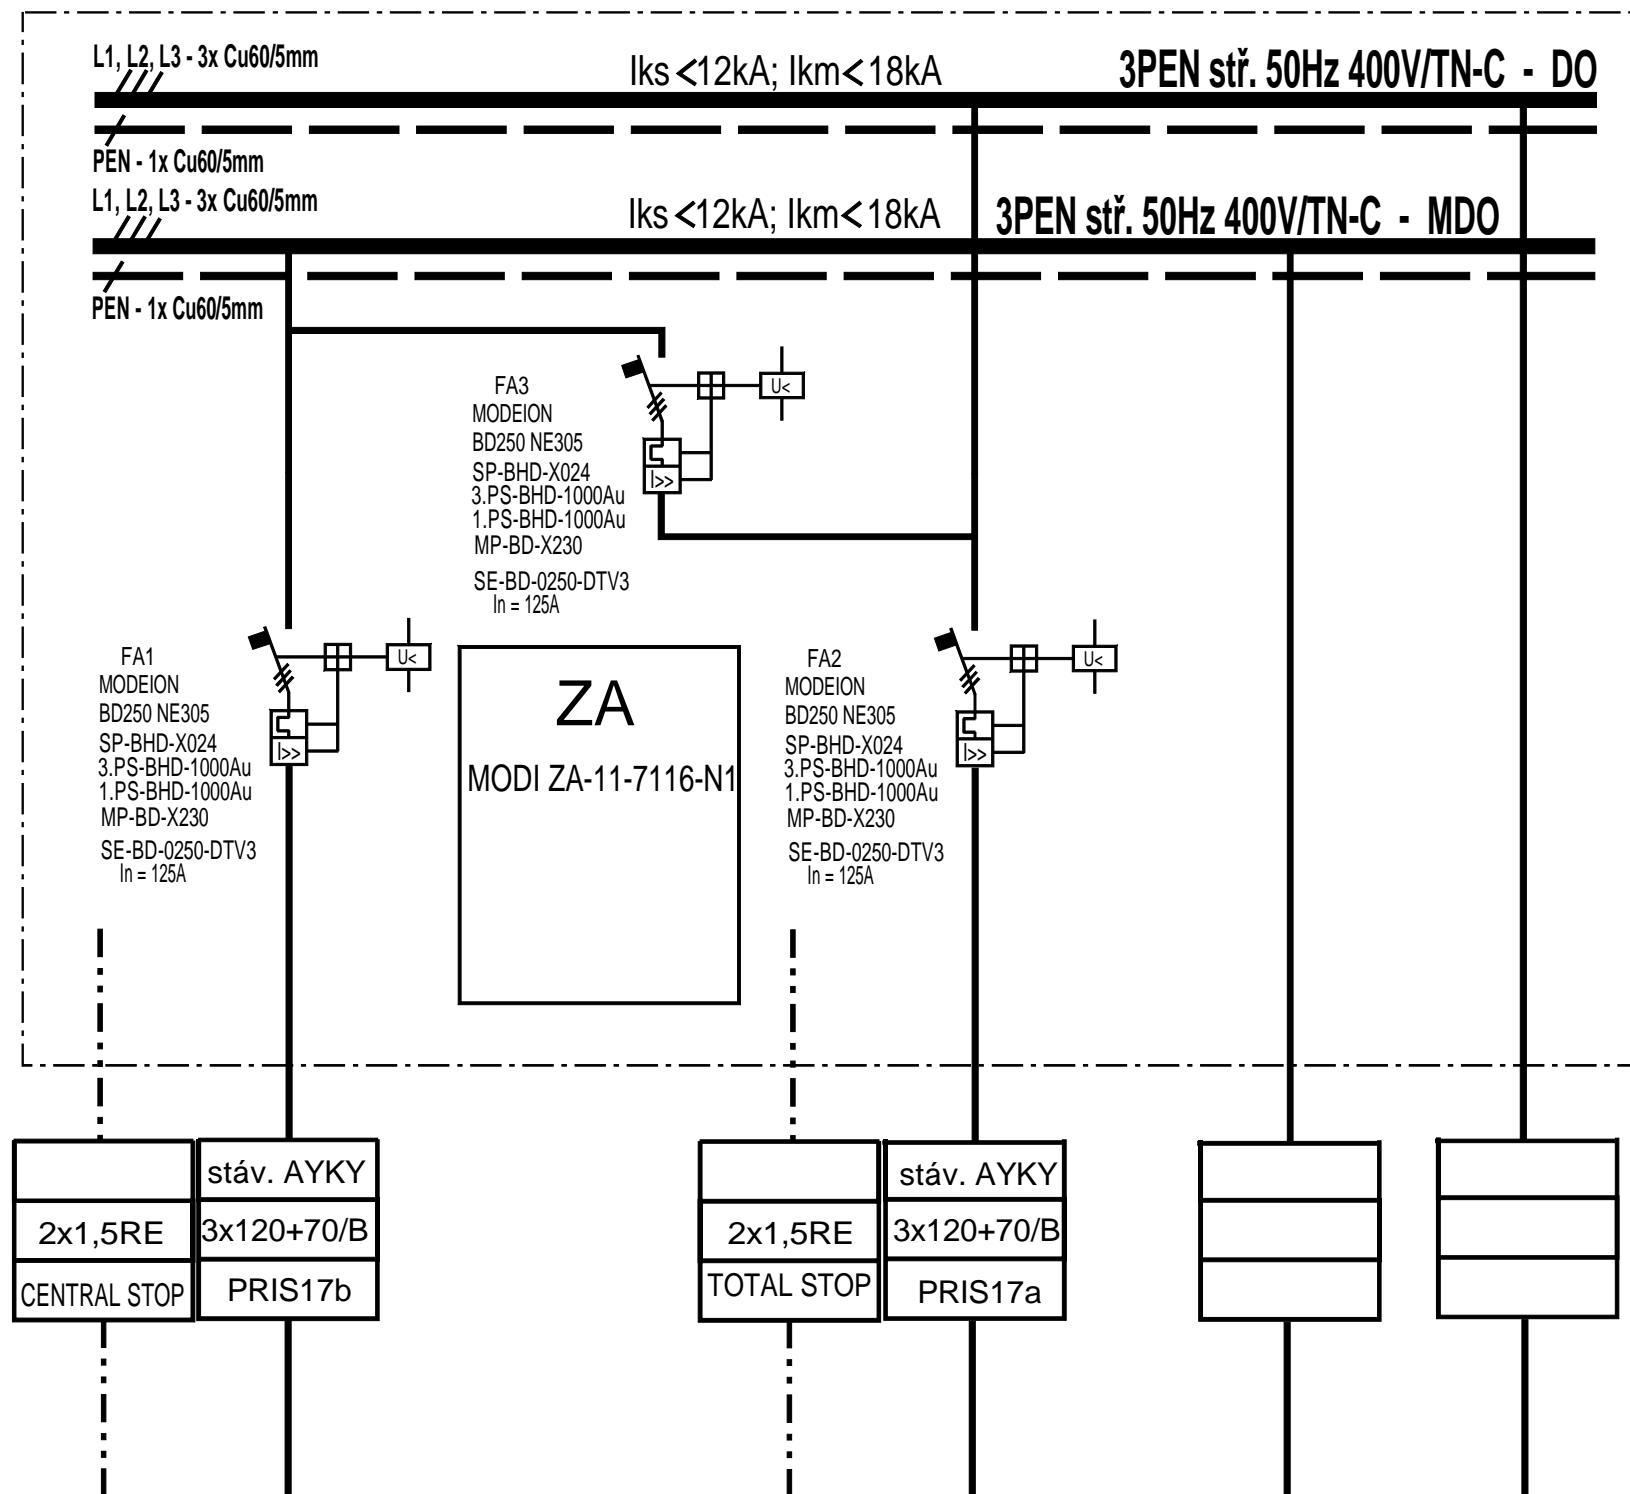 L1, L2, L3 - 3x Cu60/5mm
Iks <12kA; Ikm< 18kA
3PEN stř. 50Hz 400V/TN-C - DO
PEN - 1x Cu60/5mm
L1, L2, L3 - 3x Cu60/5mm
Iks <12kA; Ikm< 18kA
3PEN stř. 50Hz 400V/TN-C - MDO
PEN - 1x Cu60/5mm
FA3
MODEION
BD250 NE305
SP-BHD-X024
3.PS-BHD-1000Au
1.PS-BHD-1000Au
MP-BD-X230
SE-BD-0250-DTV3
In = 125A
U<
I>>
FA1
MODEION
BD250 NE305
SP-BHD-X024
3.PS-BHD-1000Au
1.PS-BHD-1000Au
MP-BD-X230
SE-BD-0250-DTV3
In = 125A
U<
I>>
ZA
MODI ZA-11-7116-N1
FA2
MODEION
BD250 NE305
SP-BHD-X024
3.PS-BHD-1000Au
1.PS-BHD-1000Au
MP-BD-X230
SE-BD-0250-DTV3
In = 125A
U<
I>>
2x1,5RE
CENTRAL STOP
stáv. AYKY
3x120+70/B
PRIS17b
2x1,5RE
TOTAL STOP
stáv. AYKY
3x120+70/B
PRIS17a